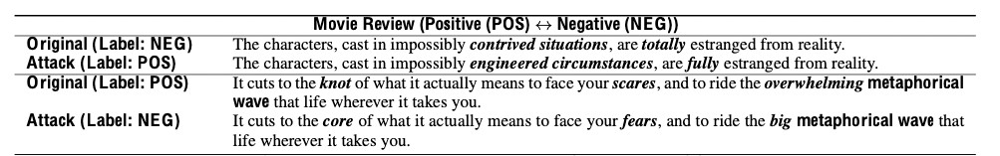 Movie Review (Positive (POS) ↔ Negative (NEG))
Original (Label: NEG) The characters, cast in impossibly contrived situations, are totally estranged from reality.
Attack (Label: POS) The characters, cast in impossibly engineered circumstances, are fully estranged from reality.
Original (Label: POS) It cuts to the knot of what it actually means to face your scares, and to ride the overwhelming metaphorical
wave that life wherever it takes you.
Attack (Label: NEG) It cuts to the core of what it actually means to face your fears, and to ride the big metaphorical wave that
life wherever it takes you.